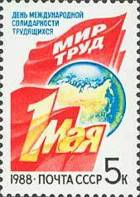 ДЕНЬ МЕЖДУНАРОДНОЙ
СОЛИДАРНОСТИ
ТРУДЯЩИХСЯ
МИР
ТРУД
1 Мая
1988 · ПОЧТА СССР 5к